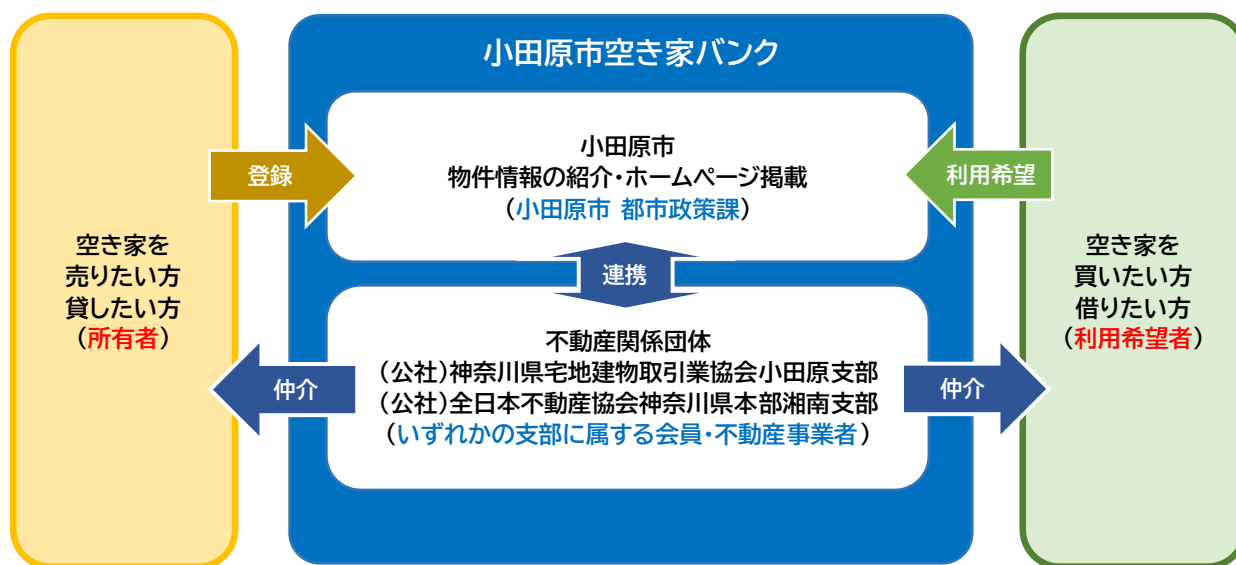 小田原市空き家バンク
空き家を
売りたい方
貸したい方
(所有者)
登録
小田原市
物件情報の紹介・ホームページ掲載
(小田原市 都市政策課)
利用希望
連携
仲介
不動産関係団体
(公社)神奈川県宅地建物取引業協会小田原支部
(公社)全日本不動産協会神奈川県本部湘南支部
(いずれかの支部に属する会員・不動産事業者)
仲介
空き家を
買いたい方
借りたい方
(利用希望者)